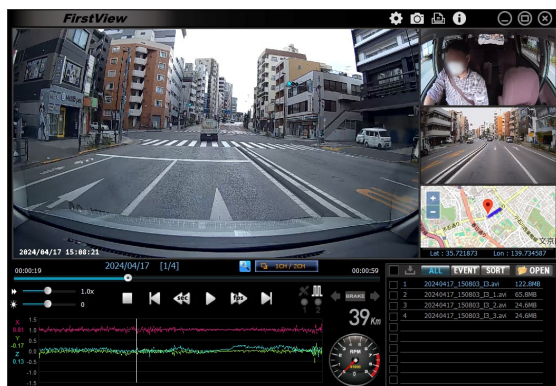 FirstView
2024/04/17 15:08:21
文京
Lat : 35.721873 Lon : 139.734587
00:00:19
2024/04/17 [1/4]
1CH / 2CH
00:00:59
ALL EVENT SORT OPEN
1.0x
0
sec
fps
1 2
BRAKE
39 Km
1 20240417_150803_I3.avi 122.8MB
2 20240417_150803_I3_1.avi 65.8MB
3 20240417_150803_I3_2.avi 24.6MB
4 20240417_150803_I3_3.avi 24.6MB
X
0.81
Y
-0.17
Z
0.13
1.5
1.0
0.5
0.0
-0.5
-1.0
-1.5
RPM